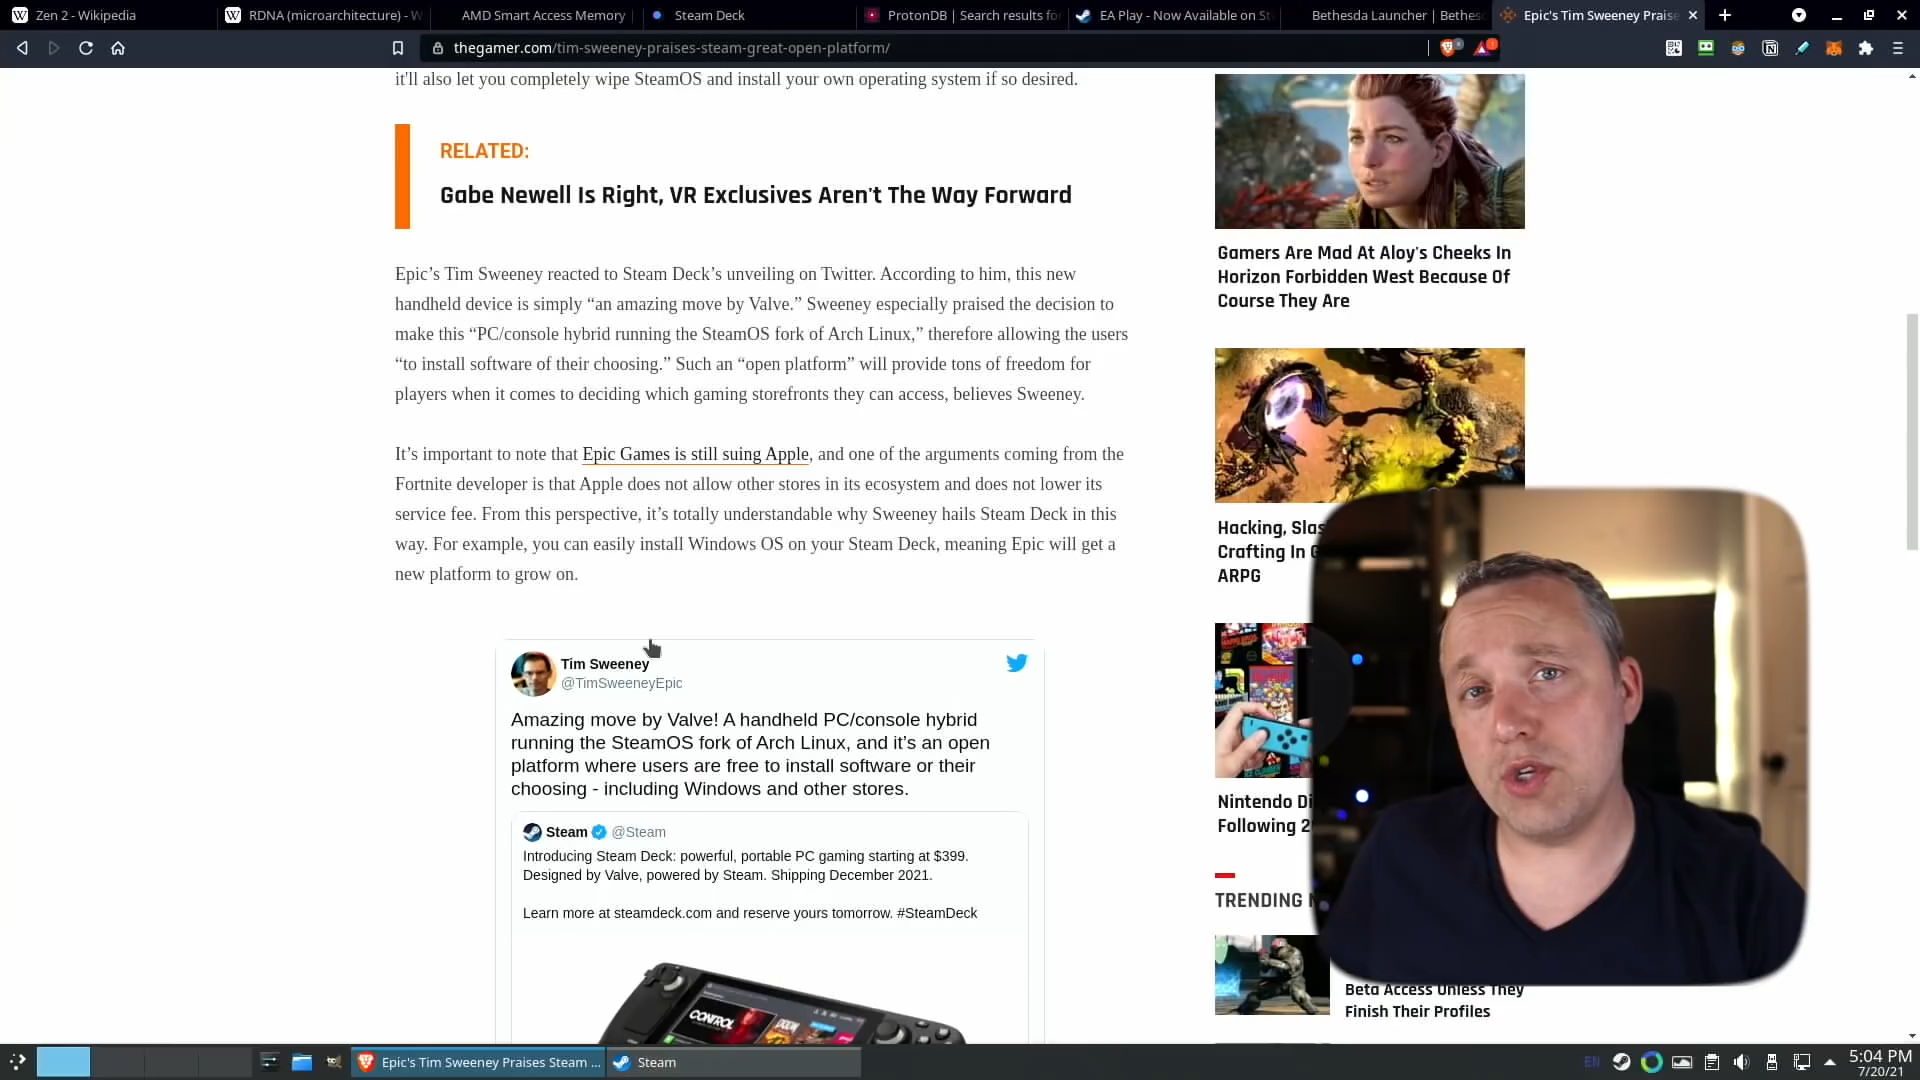 Zen 2 - Wikipedia
RDNA (microarchitecture) - W
AMD Smart Access Memory
Steam Deck
ProtonDB | Search results fo
EA Play - Now Available on St
Bethesda Launcher | Bethes
Epic's Tim Sweeney Praise
thegamer.com/tim-sweeney-praises-steam-great-open-platform/
it'll also let you completely wipe SteamOS and install your own operating system if so desired.
RELATED:
Gabe Newell Is Right, VR Exclusives Aren't The Way Forward
Epic’s Tim Sweeney reacted to Steam Deck’s unveiling on Twitter. According to him, this new
handheld device is simply “an amazing move by Valve.” Sweeney especially praised the decision to
make this “PC/console hybrid running the SteamOS fork of Arch Linux,” therefore allowing the users
“to install software of their choosing.” Such an “open platform” will provide tons of freedom for
players when it comes to deciding which gaming storefronts they can access, believes Sweeney.
It’s important to note that Epic Games is still suing Apple, and one of the arguments coming from the
Fortnite developer is that Apple does not allow other stores in its ecosystem and does not lower its
service fee. From this perspective, it’s totally understandable why Sweeney hails Steam Deck in this
way. For example, you can easily install Windows OS on your Steam Deck, meaning Epic will get a
new platform to grow on.
Tim Sweeney
@TimSweeneyEpic
Amazing move by Valve! A handheld PC/console hybrid
running the SteamOS fork of Arch Linux, and it’s an open
platform where users are free to install software or their
choosing - including Windows and other stores.
Steam @Steam
Introducing Steam Deck: powerful, portable PC gaming starting at $399.
Designed by Valve, powered by Steam. Shipping December 2021.
Learn more at steamdeck.com and reserve yours tomorrow. #SteamDeck
CONTROL
DOOM
Gamers Are Mad At Aloy's Cheeks In
Horizon Forbidden West Because Of
Course They Are
Hacking, Slas
Crafting In G
ARPG
Nintendo Di
Following 2
TRENDING N
Beta Access Unless They
Finish Their Profiles
Epic's Tim Sweeney Praises Steam ...
Steam
EN
5:04 PM
7/20/21